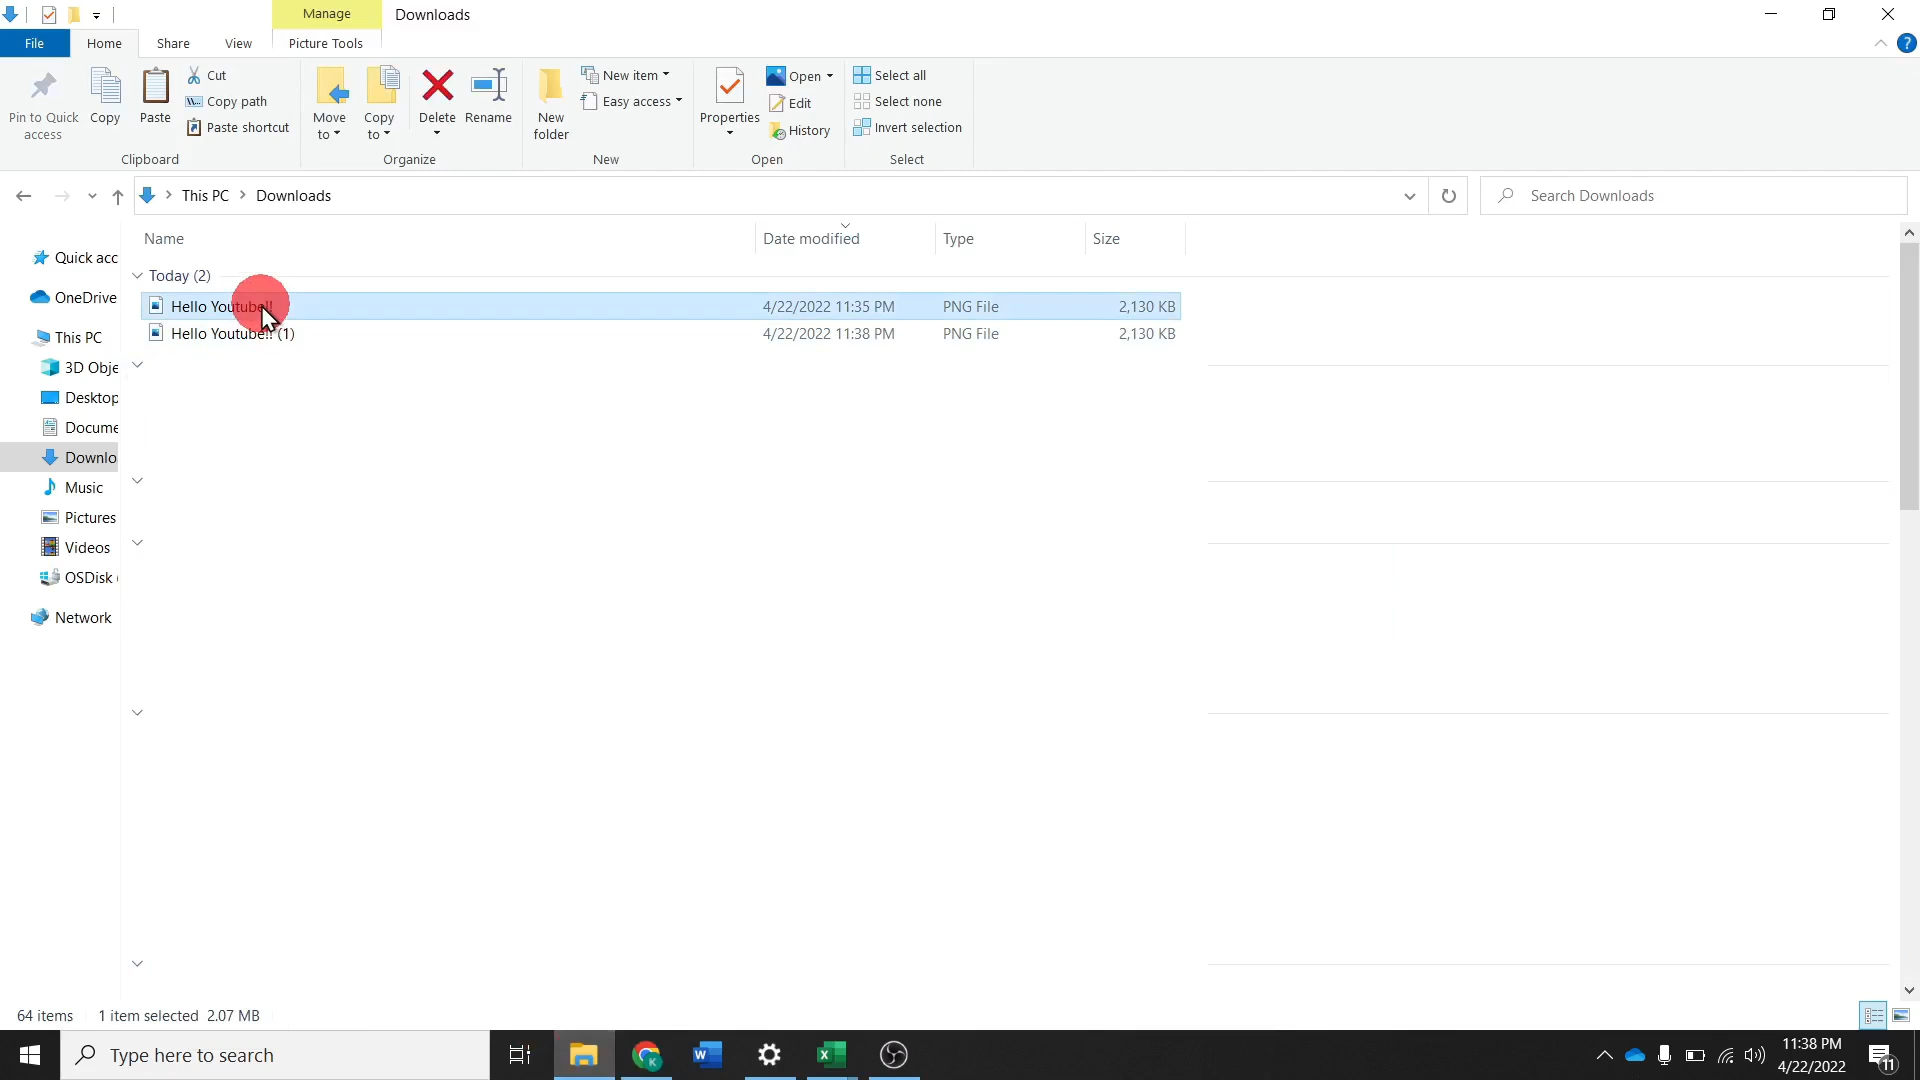 Manage Downloads
File Home Share View Picture Tools
Pin to Quick access
Copy
Paste
Cut
Copy path
Paste shortcut
Clipboard
Move to
Copy to
Delete
Rename
Organize
New folder
New item
Easy access
New
Properties
Open
Edit
History
Open
Select all
Select none
Invert selection
Select
This PC Downloads
Search Downloads
Name Date modified Type Size
Today (2)
Hello Youtube!! 4/22/2022 11:35 PM PNG File 2,130 KB
Hello Youtube!! (1) 4/22/2022 11:38 PM PNG File 2,130 KB
Quick acc
OneDrive
This PC
3D Obje
Desktop
Docume
Downlo
Music
Pictures
Videos
OSDisk (
Network
64 items 1 item selected 2.07 MB
Type here to search
K
W
X
11:38 PM
4/22/2022
11